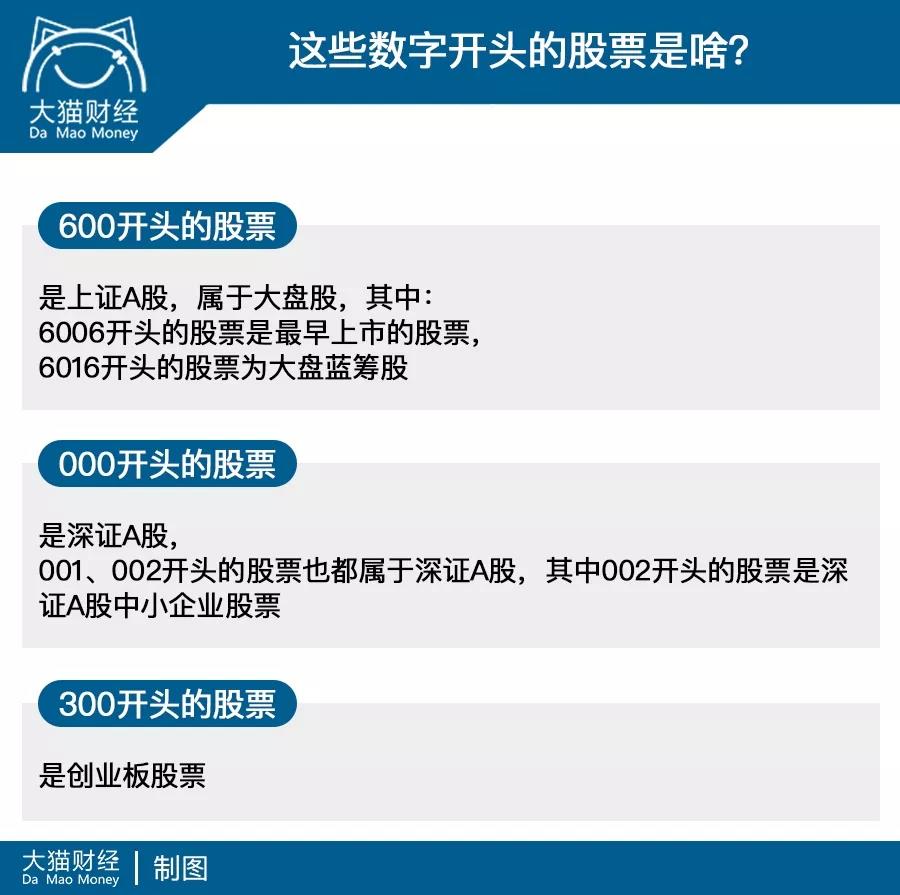 大猫财经
Da Mao Money
这些数字开头的股票是啥?
600开头的股票
是上证A股，属于大盘股，其中：
6006开头的股票是最早上市的股票，
6016开头的股票为大盘蓝筹股
000开头的股票
是深证A股，
001、002开头的股票也都属于深证A股，其中002开头的股票是深
证A股中小企业股票
300开头的股票
是创业板股票
大猫财经
Da Mao Money
制图